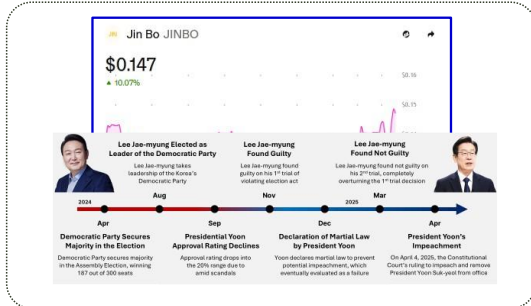 Jin Bo JINBO
$0.147
▲ 10.07%
$0.16
$0.15
Lee Jae-myung Elected as
Leader of the Democratic Party
Lee Jae-myung takes
leadership of the Korea's
Democratic Party
Lee Jae-myung
Found Guilty
Lee Jae-myung found
guilty on his 1st trial of
violating election act
Lee Jae-myung
Found Not Guilty
Lee Jae-myung found not guilty on
his 2nd trial, completely
overturning the 1st trial decision
2024
Aug
Nov
2025
Mar
Apr
Sep
Dec
Apr
Democratic Party Secures
Majority in the Election
Democratic Party secures majority
in the Assembly Election, winning
187 out of 300 seats
Presidential Yoon
Approval Rating Declines
Approval rating drops into
the 20% range due to
amid scandals
Declaration of Martial Law
by President Yoon
Yoon declares martial law to prevent
potential impeachment, which
eventually evaluated as a failure
President Yoon's
Impeachment
On April 4, 2025, the Constitutional
Court's ruling to impeach and remove
President Yoon Suk-yeol from office